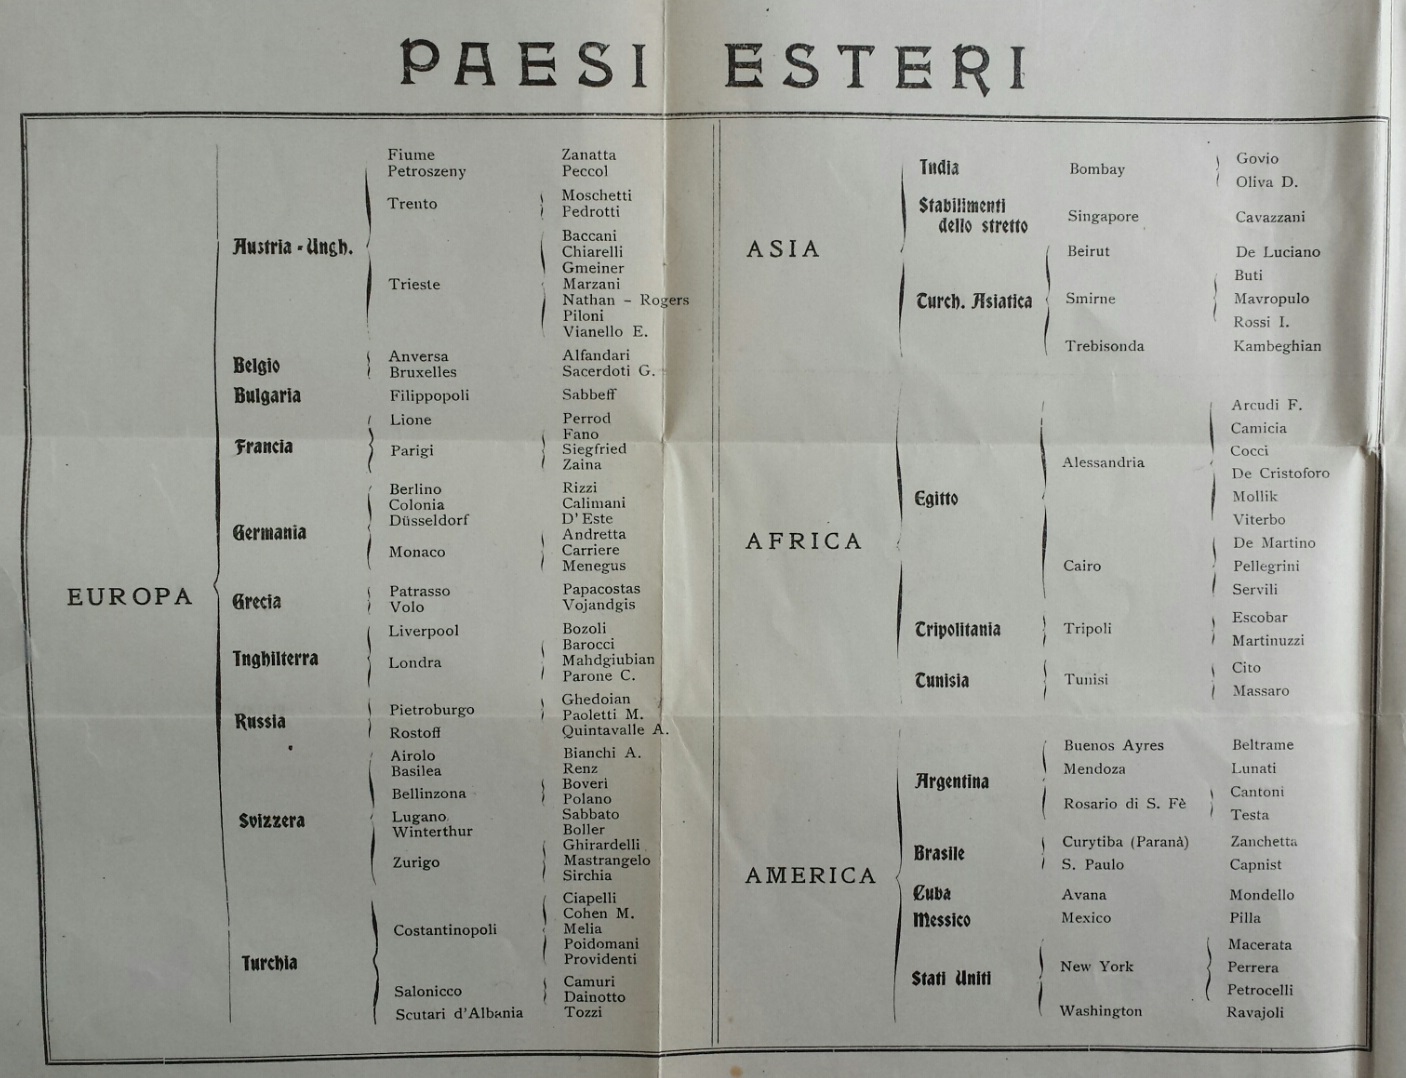 PAESI ESTERI
EUROPA
Austria - Ungh.
Fiume Zanatta
Petroszeny Peccol
Trento
Moschetti
Pedrotti
Trieste
Baccani
Chiarelli
Gmeiner
Marzani
Nathan - Rogers
Piloni
Vianello E.
Belgio
Anversa Alfandari
Bruxelles Sacerdoti G.
Bulgaria
Filippopoli Sabbeff
Francia
Lione Perrod
Parigi
Fano
Siegfried
Zaina
Germania
Berlino Rizzi
Colonia Calimani
Düsseldorf D'Este
Monaco
Andretta
Carriere
Menegus
Grecia
Patrasso Papacostas
Volo Vojandgis
Inghilterra
Liverpool Bozoli
Londra
Barocci
Mahdgiubian
Parone C.
Russia
Pietroburgo
Ghedoian
Paoletti M.
Rostoff Quintavalle A.
Svizzera
Airolo Bianchi A.
Basilea Renz
Bellinzona
Boveri
Polano
Lugano Sabbato
Winterthur Boller
Zurigo
Ghirardelli
Mastrangelo
Sirchia
Turchia
Costantinopoli
Ciapelli
Cohen M.
Melia
Poidomani
Providenti
Salonicco
Camuri
Dainotto
Scutari d'Albania Tozzi
ASIA
India
Bombay
Govio
Oliva D.
Stabilimenti
dello stretto
Singapore Cavazzani
Turch. Asiatica
Beirut De Luciano
Smirne
Buti
Mavropulo
Rossi I.
Trebisonda Kambeghian
AFRICA
Egitto
Alessandria
Arcudi F.
Camicia
Cocci
De Cristoforo
Mollik
Viterbo
Cairo
De Martino
Pellegrini
Servili
Tripolitania
Tripoli
Escobar
Martinuzzi
Tunisia
Tunisi
Cito
Massaro
AMERICA
Argentina
Buenos Ayres Beltrame
Mendoza Lunati
Rosario di S. Fè
Cantoni
Testa
Brasile
Curytiba (Paranà) Zanchetta
S. Paulo Capnist
Cuba
Avana Mondello
Messico
Mexico Pilla
Stati Uniti
New York
Macerata
Perrera
Petrocelli
Washington Ravajoli